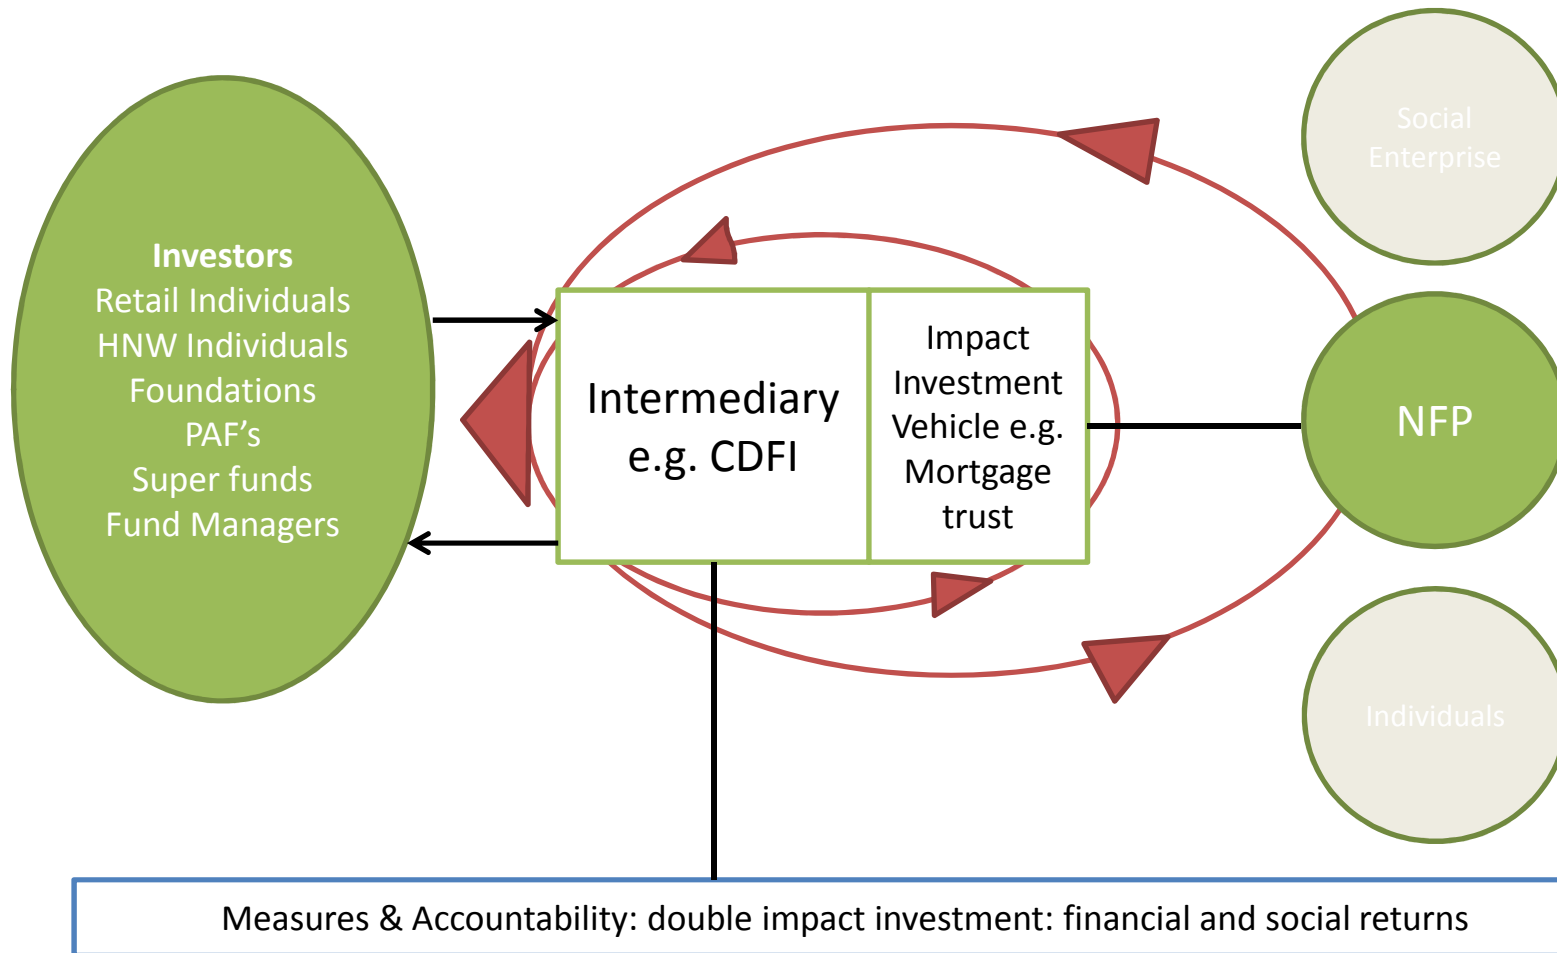 Investors
Retail Individuals
HNW Individuals
Foundations
PAF’s
Super funds
Fund Managers
Intermediary
e.g. CDFI
Impact
Investment
Vehicle e.g.
Mortgage
trust
Social
Enterprise
NFP
Individuals
Measures & Accountability: double impact investment: financial and social returns